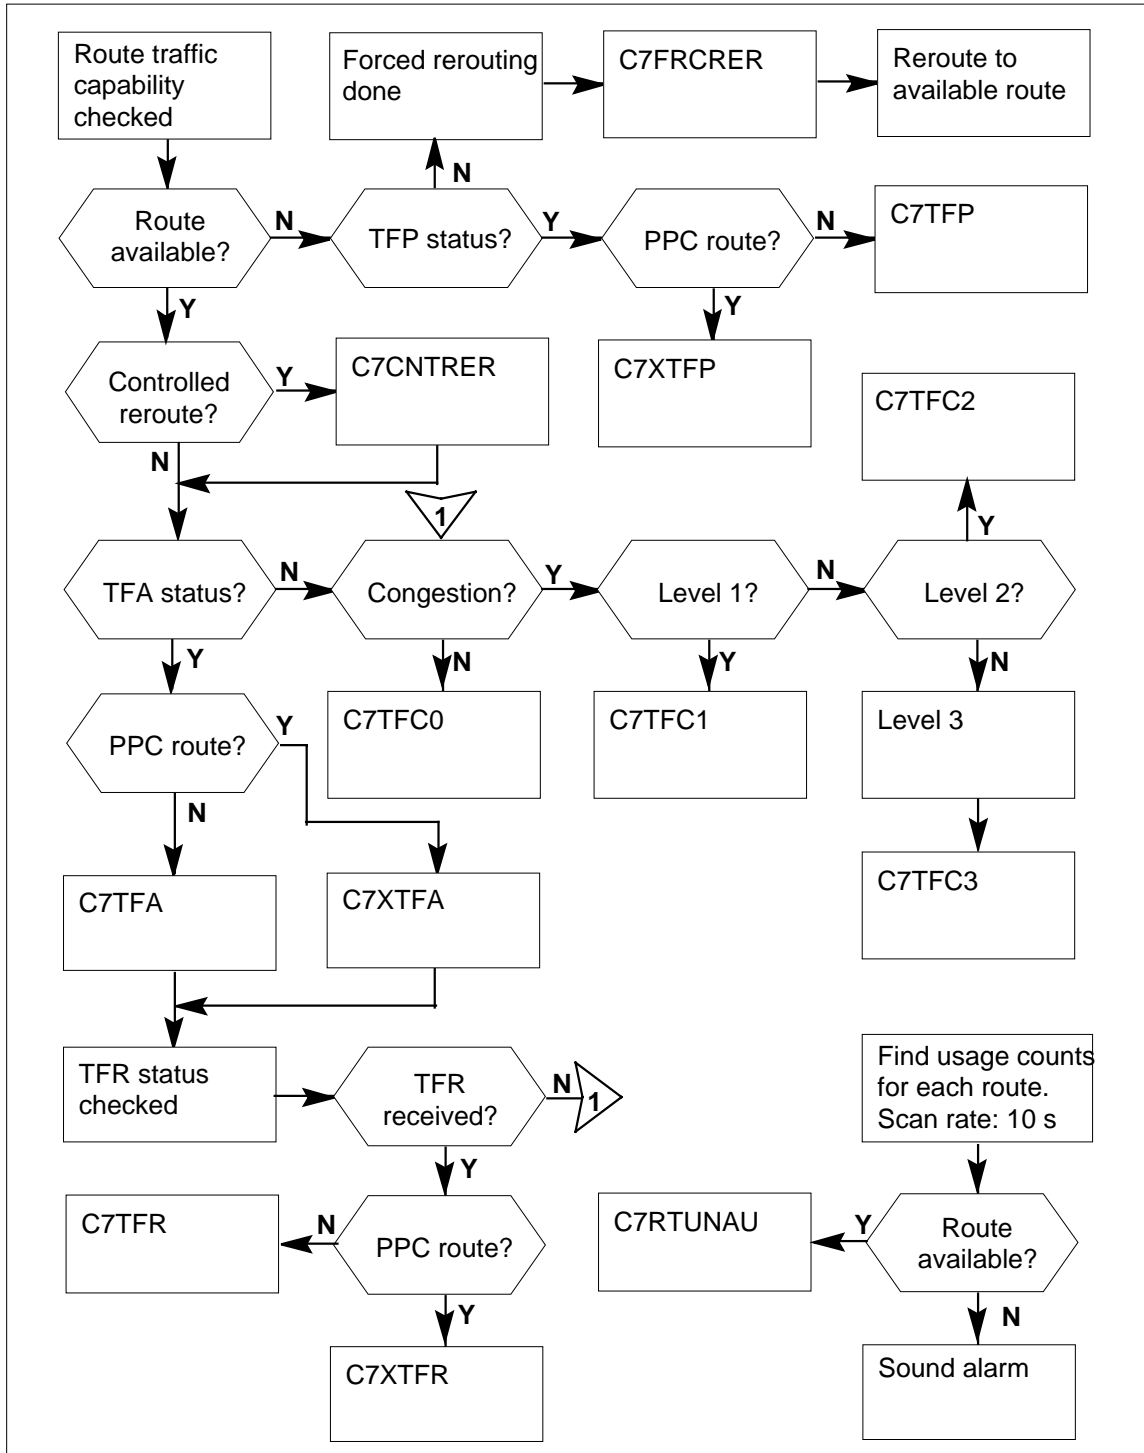 Route traffic
capability
checked
Forced rerouting
done
C7FRCRER
Reroute to
available route
N
Route
available?
N
TFP status?
Y
PPC route?
N
C7TFP
Y
Y
Controlled
reroute?
Y
C7CNTRER
C7XTFP
C7TFC2
N
1
Y
TFA status?
N
Congestion?
Y
Level 1?
N
Level 2?
Y
N
Y
N
PPC route?
Y
C7TFC0
C7TFC1
Level 3
N
C7TFA
C7XTFA
C7TFC3
TFR status
checked
TFR
received?
N
1
Find usage counts
for each route.
Scan rate: 10 s
Y
C7TFR
N
PPC route?
C7RTUNAU
Y
Route
available?
Y
N
C7XTFR
Sound alarm